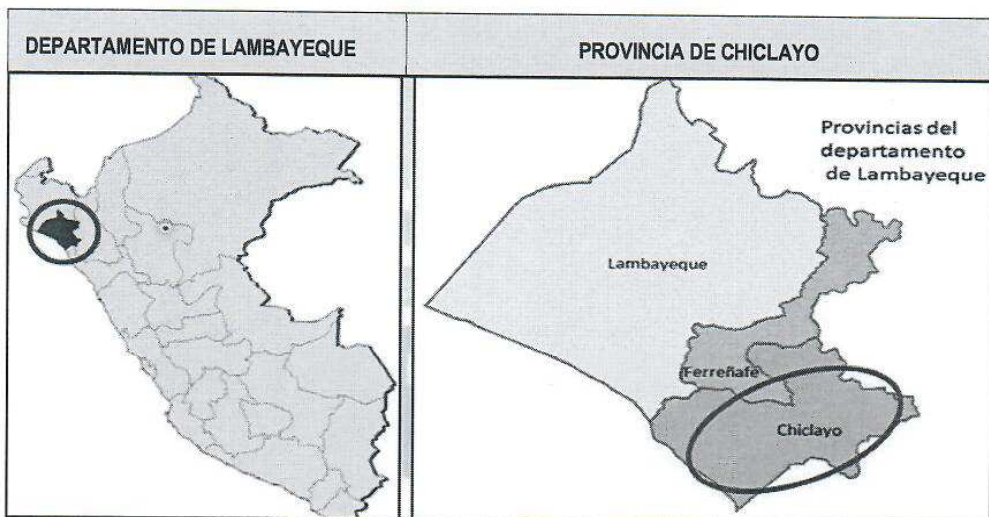 DEPARTAMENTO DE LAMBAYEQUE
PROVINCIA DE CHICLAYO
Provincias del
departamento
de Lambayeque
Lambayeque
Ferreñafe
Chiclayo